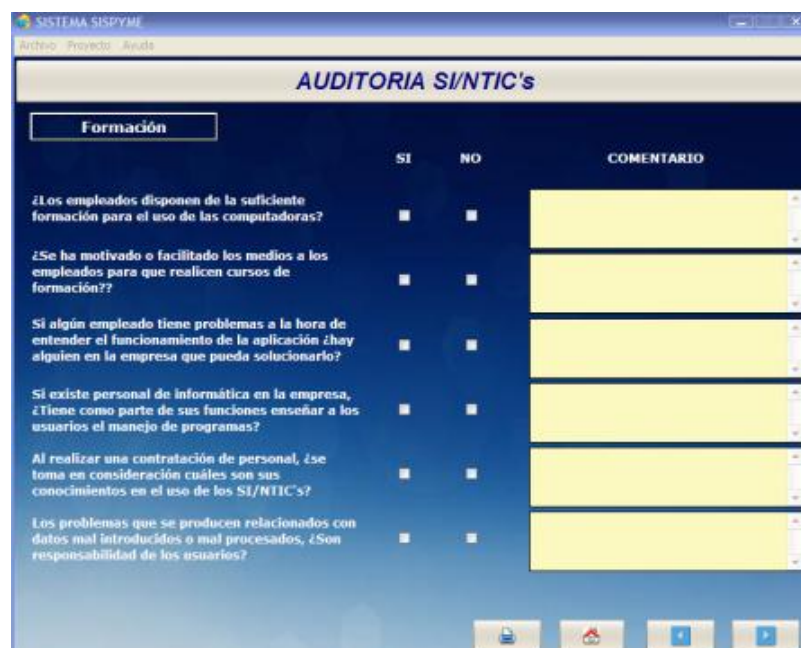 SISTEMA SISPYME
Archivo Proyecto Ayuda
AUDITORIA SI/NTIC's
Formación
SI NO COMENTARIO
¿Los empleados disponen de la suficiente
formación para el uso de las computadoras?
¿Se ha motivado o facilitado los medios a los
empleados para que realicen cursos de
formación??
Si algún empleado tiene problemas a la hora de
entender el funcionamiento de la aplicación ¿hay
alguien en la empresa que pueda solucionarlo?
Si existe personal de informática en la empresa,
¿Tiene como parte de sus funciones enseñar a los
usuarios el manejo de programas?
Al realizar una contratación de personal, ¿se
toma en consideración cuáles son sus
conocimientos en el uso de los SI/NTIC's?
Los problemas que se producen relacionados con
datos mal introducidos o mal procesados, ¿Son
responsabilidad de los usuarios?